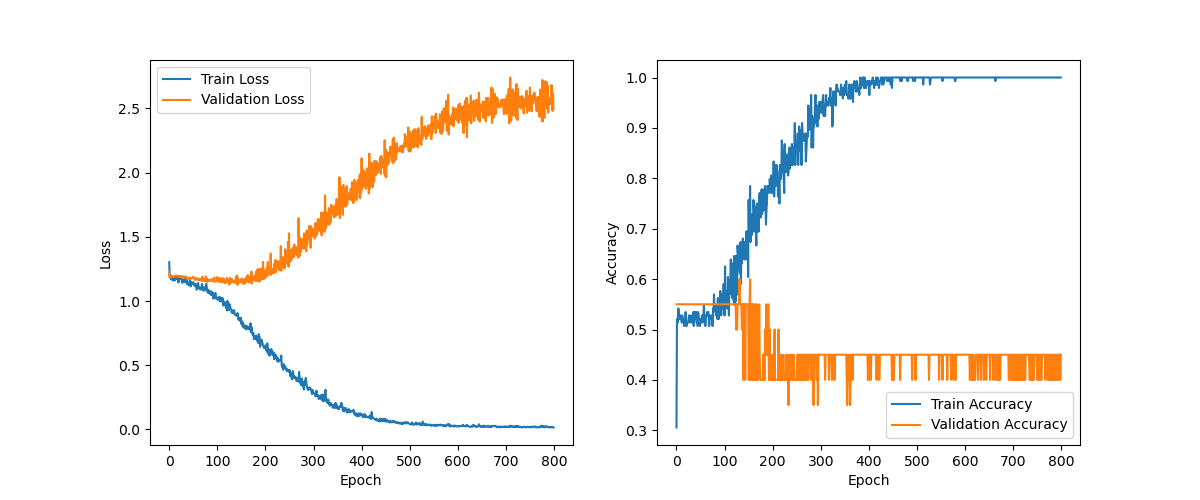 Train Loss
Validation Loss
2.5
2.0
1.5
1.0
0.5
0.0
Loss
0 100 200 300 400 500 600 700 800
Epoch
1.0
0.9
0.8
0.7
0.6
0.5
0.4
0.3
Accuracy
Train Accuracy
Validation Accuracy
0 100 200 300 400 500 600 700 800
Epoch